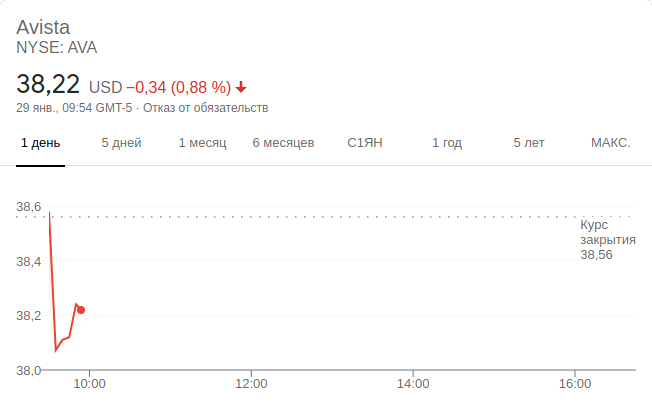 Avista
NYSE: AVA
38,22 USD −0,34 (0,88 %)
29 янв., 09:54 GMT-5 · Отказ от обязательств
1 день 5 дней 1 месяц 6 месяцев С1ЯН 1 год 5 лет МАКС.
38,6
Курс
закрытия
38,56
38,4
38,2
38,0
10:00 12:00 14:00 16:00